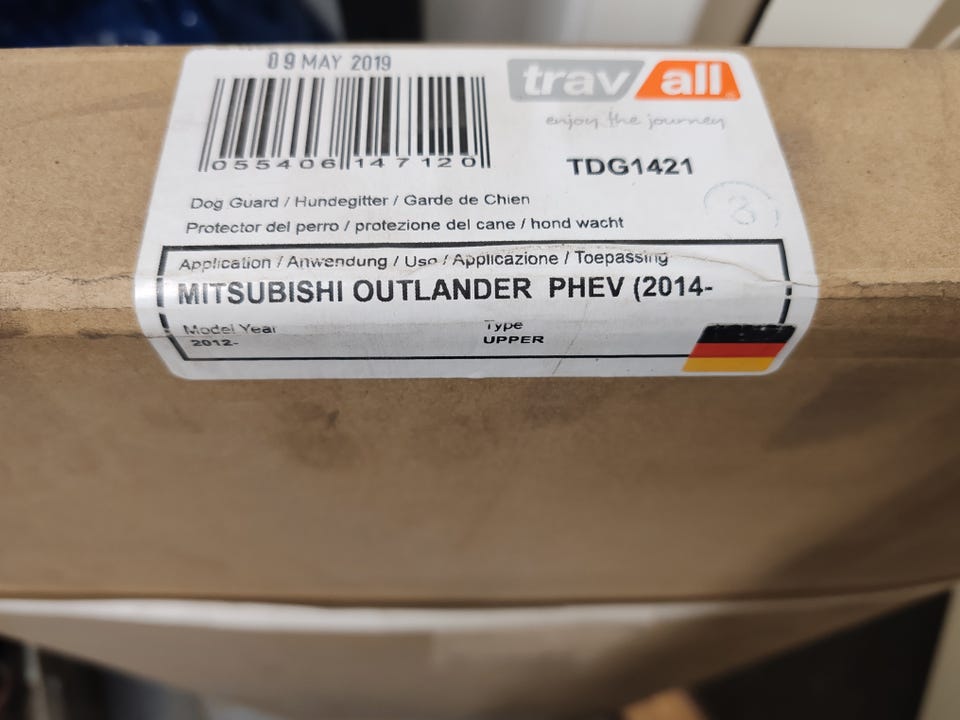 09 MAY 2019
trav/all
enjoy the journey
055406 147120
TDG1421
3
Dog Guard / Hundegitter / Garde de Chien
Protector del perro / protezione del cane / hond wacht
Application / Anwendung / Uso / Applicazione / Toepassing
MITSUBISHI OUTLANDER PHEV (2014-
Model Year
Type
2012-
UPPER